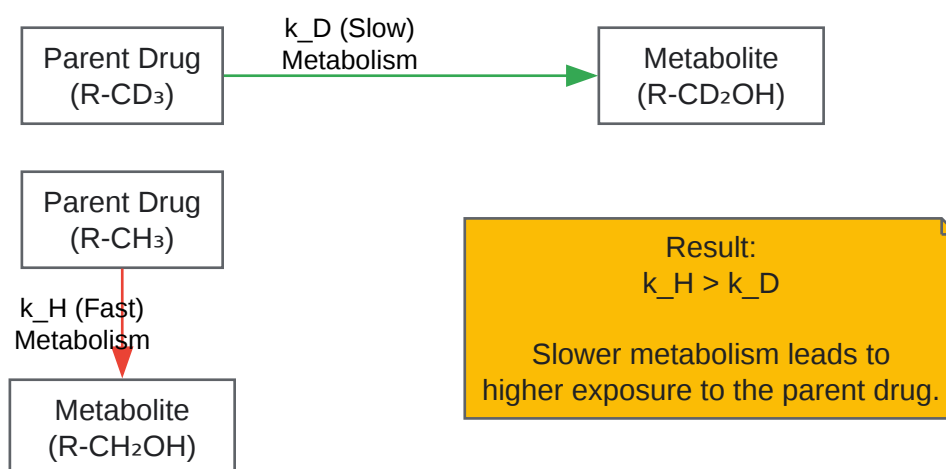 k_D (Slow)
Metabolism
Parent Drug
(R-CD₃)
Metabolite
(R-CD₂OH)
Parent Drug
(R-CH₃)
k_H (Fast)
Metabolism
Metabolite
(R-CH₂OH)
Result:
k_H > k_D
Slower metabolism leads to
higher exposure to the parent drug.